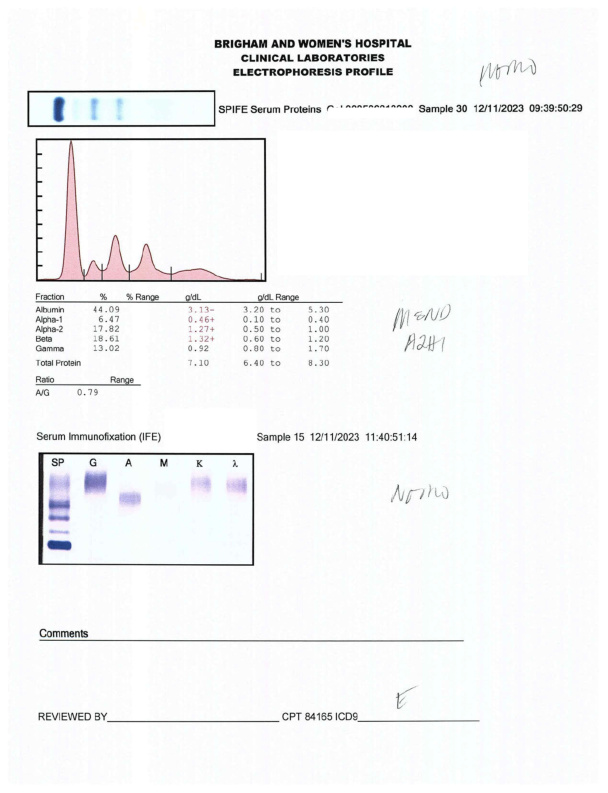 BRIGHAM AND WOMEN'S HOSPITAL
CLINICAL LABORATORIES
ELECTROPHORESIS PROFILE
SPIFE Serum Proteins Sample 30 12/11/2023 09:39:50:29
Fraction % % Range g/dL g/dL Range
Albumin 44.09 3.13- 3.20 to 5.30
Alpha-1 6.47 0.46+ 0.10 to 0.40
Alpha-2 17.82 1.27+ 0.50 to 1.00
Beta 18.61 1.32+ 0.60 to 1.20
Gamma 13.02 0.92 0.80 to 1.70
Total Protein 7.10 6.40 to 8.30
Ratio Range
A/G 0.79
Serum Immunofixation (IFE) Sample 15 12/11/2023 11:40:51:14
SP G A M K λ
Comments
E
REVIEWED BY CPT 84165 ICD9